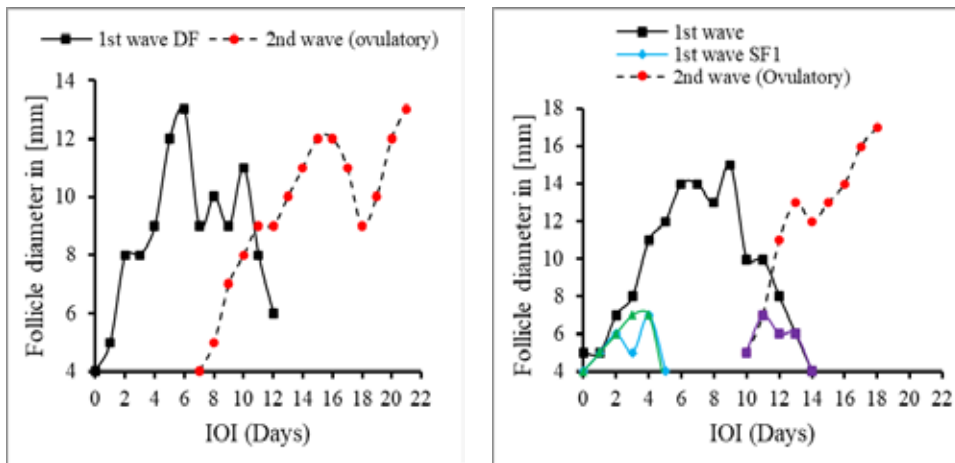 1st wave DF
2nd wave (ovulatory)
14
12
10
8
6
4
Follicle diameter in [mm]
0 2 4 6 8 10 12 14 16 18 20 22
IOI (Days)
1st wave
1st wave SF1
2nd wave (Ovulatory)
18
16
14
12
10
8
6
4
Follicle diameter in [mm]
0 2 4 6 8 10 12 14 16 18 20 22
IOI (Days)